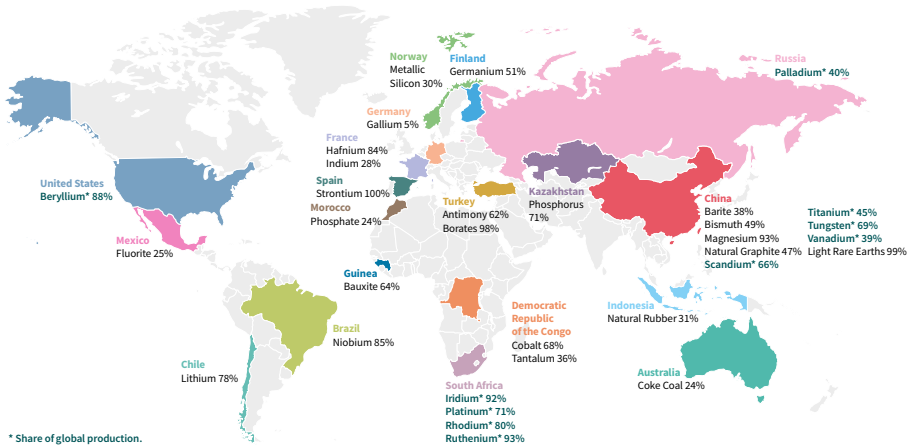 Norway
Metallic
Silicon 30%
Finland
Germanium 51%
Russia
Palladium* 40%
Germany
Gallium 5%
France
Hafnium 84%
Indium 28%
Spain
Strontium 100%
Morocco
Phosphate 24%
United States
Beryllium* 88%
Mexico
Fluorite 25%
Turkey
Antimony 62%
Borates 98%
Kazakhstan
Phosphorus
71%
China
Barite 38%
Bismuth 49%
Magnesium 93%
Natural Graphite 47%
Scandium* 66%
Titanium* 45%
Tungsten* 69%
Vanadium* 39%
Light Rare Earths 99%
Guinea
Bauxite 64%
Brazil
Niobium 85%
Democratic
Republic
of the Congo
Cobalt 68%
Tantalum 36%
Indonesia
Natural Rubber 31%
Chile
Lithium 78%
Australia
Coke Coal 24%
South Africa
Iridium* 92%
Platinum* 71%
Rhodium* 80%
Ruthenium* 93%
* Share of global production.